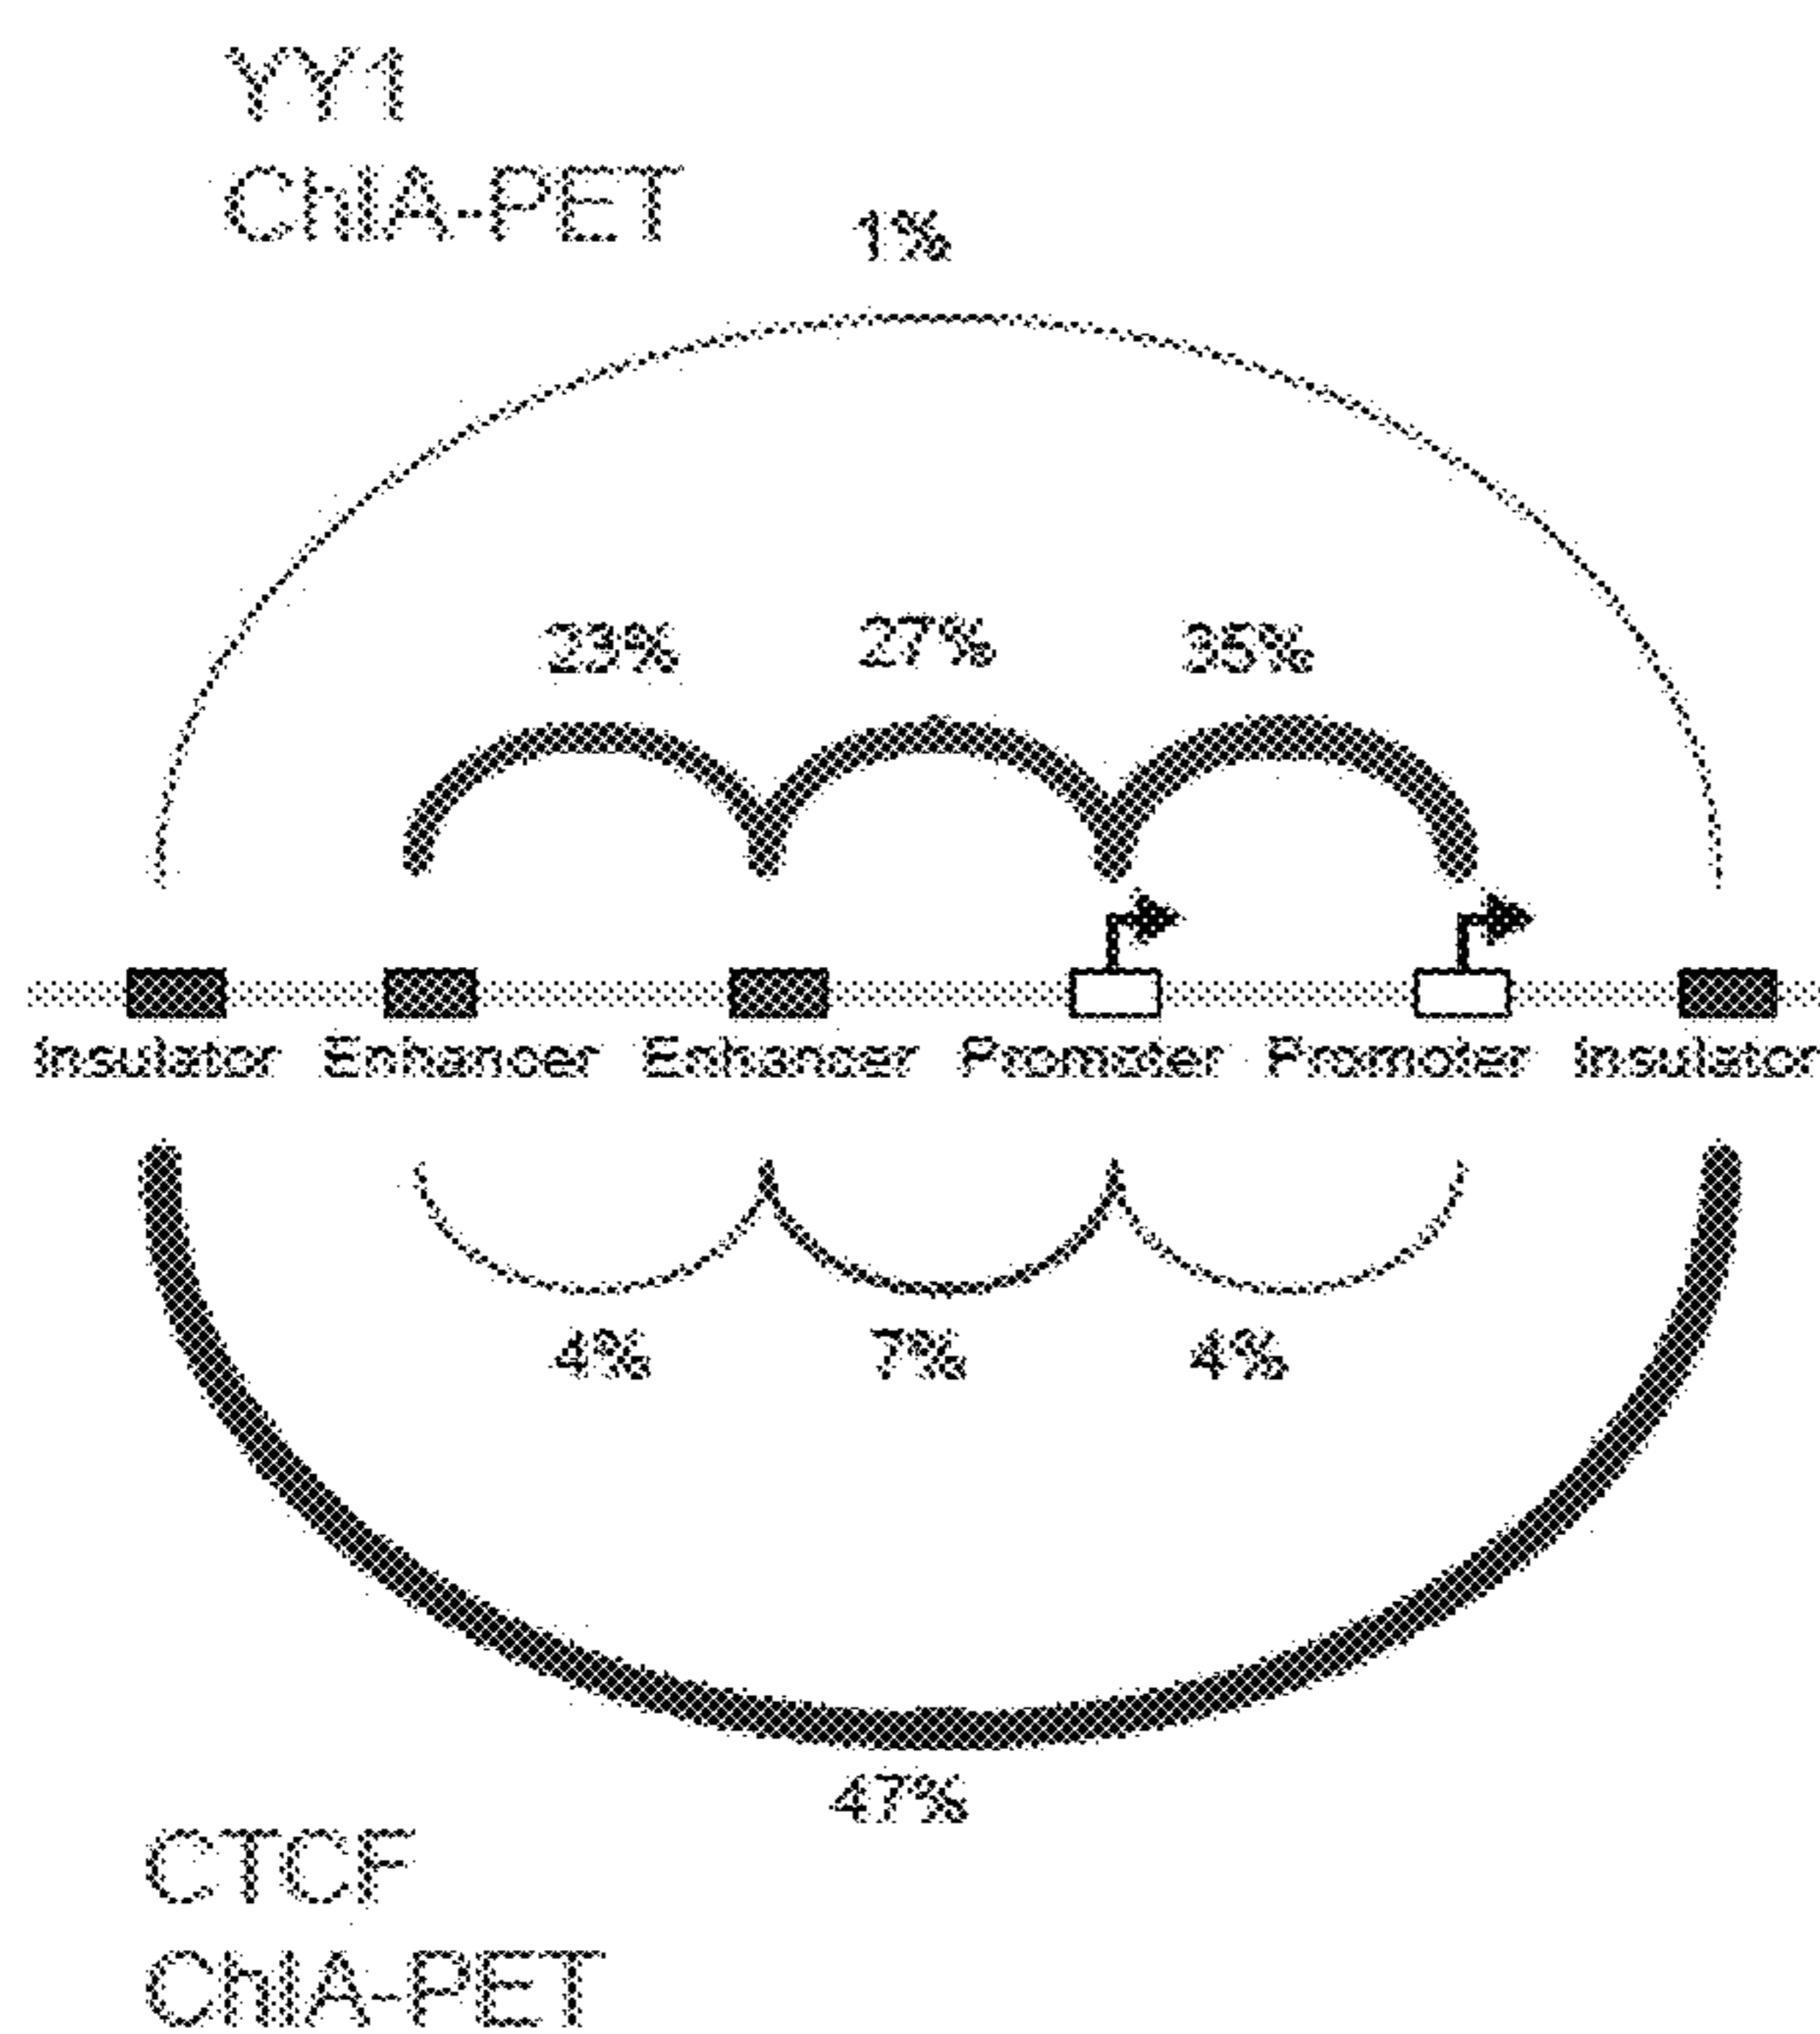 YY1
ChIA-PET
1%
23% 27% 35%
Insulator Enhancer Enhancer Promoter Promoter Insulator
4% 7% 4%
47%
CTCF
ChIA-PET